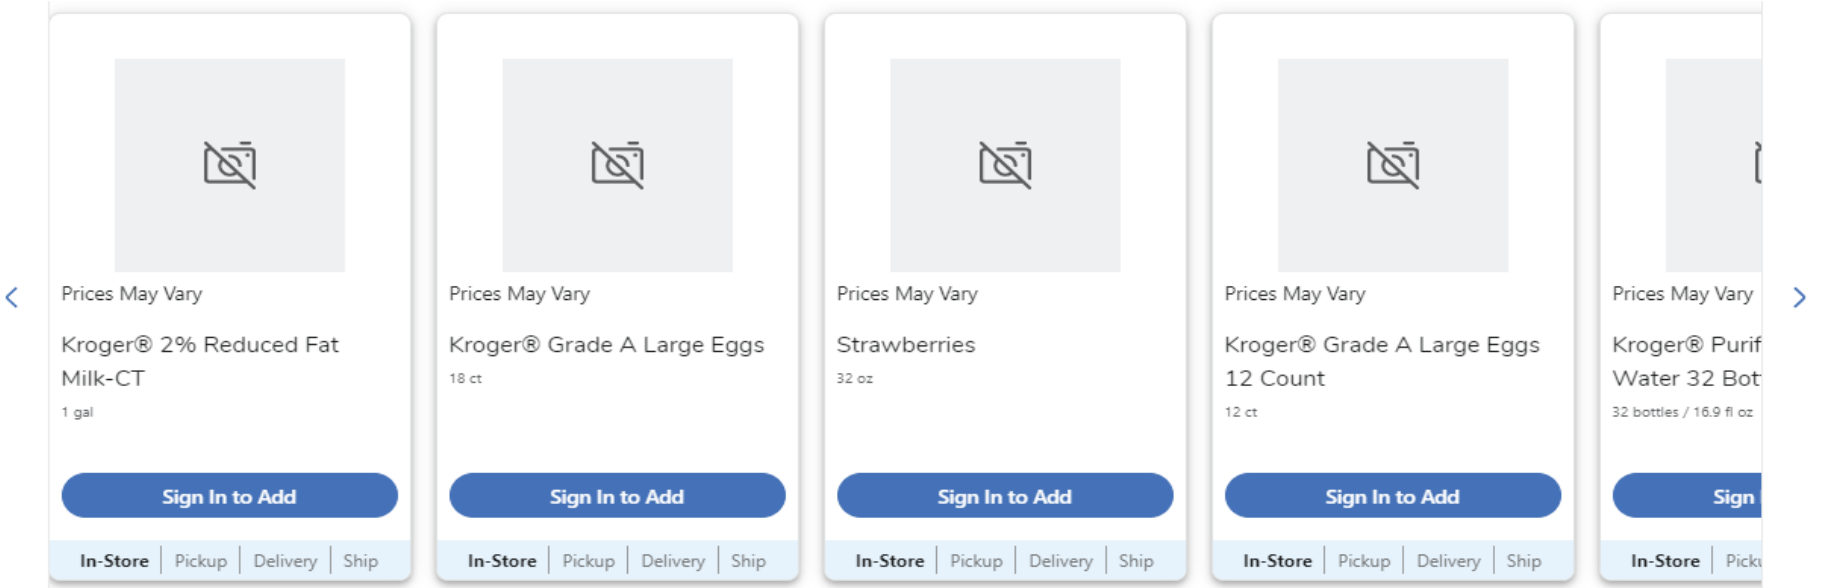 Prices May Vary
Kroger® 2% Reduced Fat
Milk-CT
1 gal
Sign In to Add
In-Store Pickup Delivery Ship
Prices May Vary
Kroger® Grade A Large Eggs
18 ct
Sign In to Add
In-Store Pickup Delivery Ship
Prices May Vary
Strawberries
32 oz
Sign In to Add
In-Store Pickup Delivery Ship
Prices May Vary
Kroger® Grade A Large Eggs
12 Count
12 ct
Sign In to Add
In-Store Pickup Delivery Ship
Prices May Vary
Kroger®
Water 32
32 bottles / 16.9 fl oz
Sign
In-Store